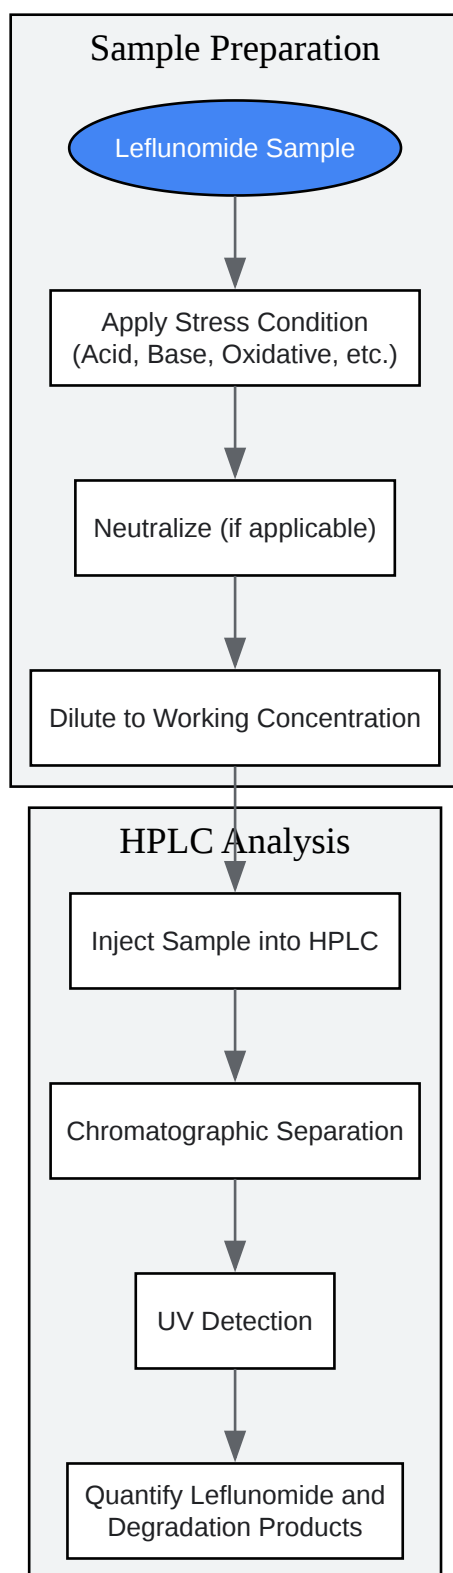 Sample Preparation
Leflunomide Sample
Apply Stress Condition
(Acid, Base, Oxidative, etc.)
Neutralize (if applicable)
Dilute to Working Concentration
HPLC Analysis
Inject Sample into HPLC
Chromatographic Separation
UV Detection
Quantify Leflunomide and
Degradation Products